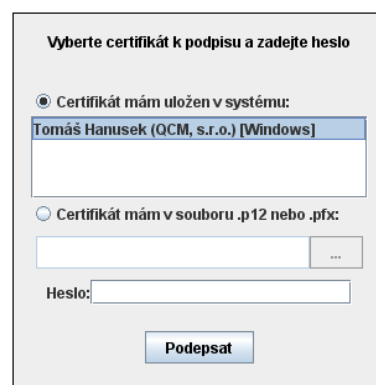 Vyberte certifikát k podpisu a zadejte heslo
Certifikát mám uložen v systému:
Tomáš Hanusek (QCM, s.r.o.) [Windows]
Certifikát mám v souboru .p12 nebo .pfx:
...
Heslo:
Podepsat